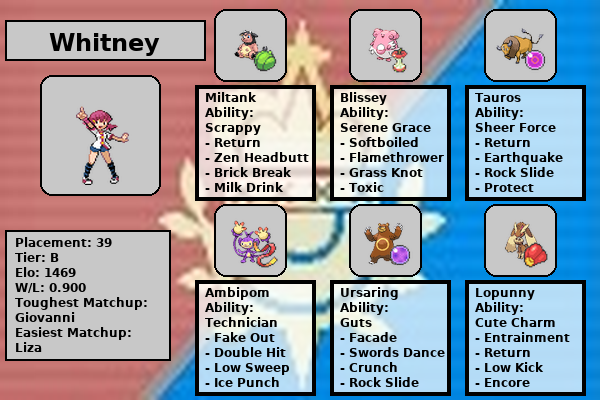 Whitney
Miltank
Ability:
Scrappy
- Return
- Zen Headbutt
- Brick Break
- Milk Drink
Blissey
Ability:
Serene Grace
- Softboiled
- Flamethrower
- Grass Knot
- Toxic
Tauros
Ability:
Sheer Force
- Return
- Earthquake
- Rock Slide
- Protect
Placement: 39
Tier: B
Elo: 1469
W/L: 0.900
Toughest Matchup:
Giovanni
Easiest Matchup:
Liza
Ambipom
Ability:
Technician
- Fake Out
- Double Hit
- Low Sweep
- Ice Punch
Ursaring
Ability:
Guts
- Facade
- Swords Dance
- Crunch
- Rock Slide
Lopunny
Ability:
Cute Charm
- Entrainment
- Return
- Low Kick
- Encore